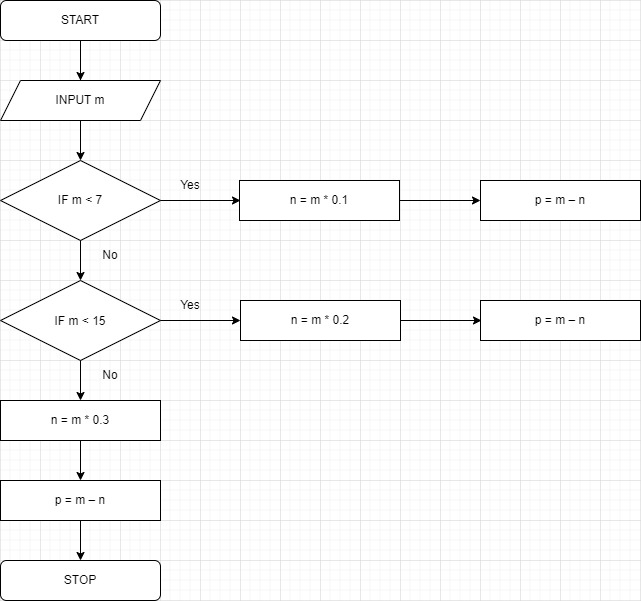 START
INPUT m
IF m < 7
Yes
n = m * 0.1
p = m – n
No
IF m < 15
Yes
n = m * 0.2
p = m – n
No
n = m * 0.3
p = m – n
STOP